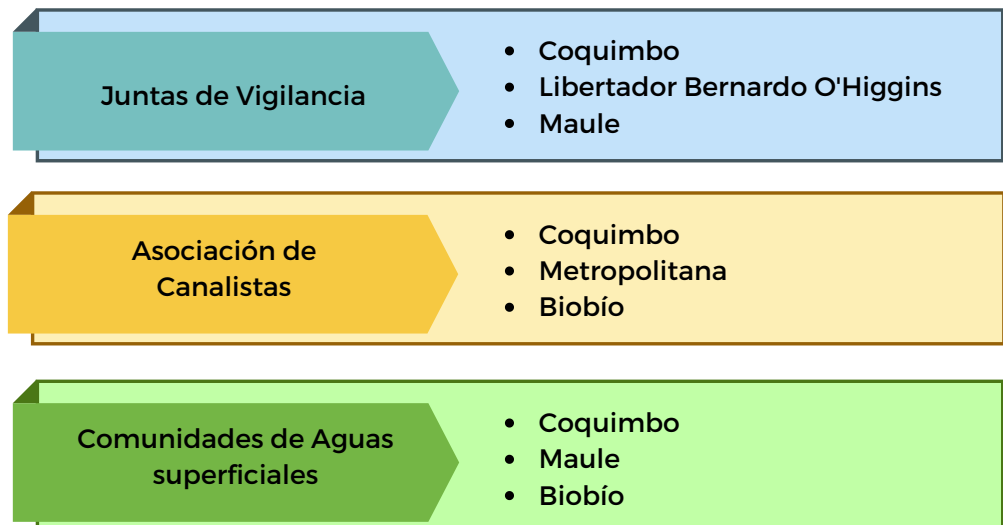 Juntas de Vigilancia
• Coquimbo
• Libertador Bernardo O'Higgins
• Maule
Asociación de
Canalistas
• Coquimbo
• Metropolitana
• Biobío
Comunidades de Aguas
superficiales
• Coquimbo
• Maule
• Biobío